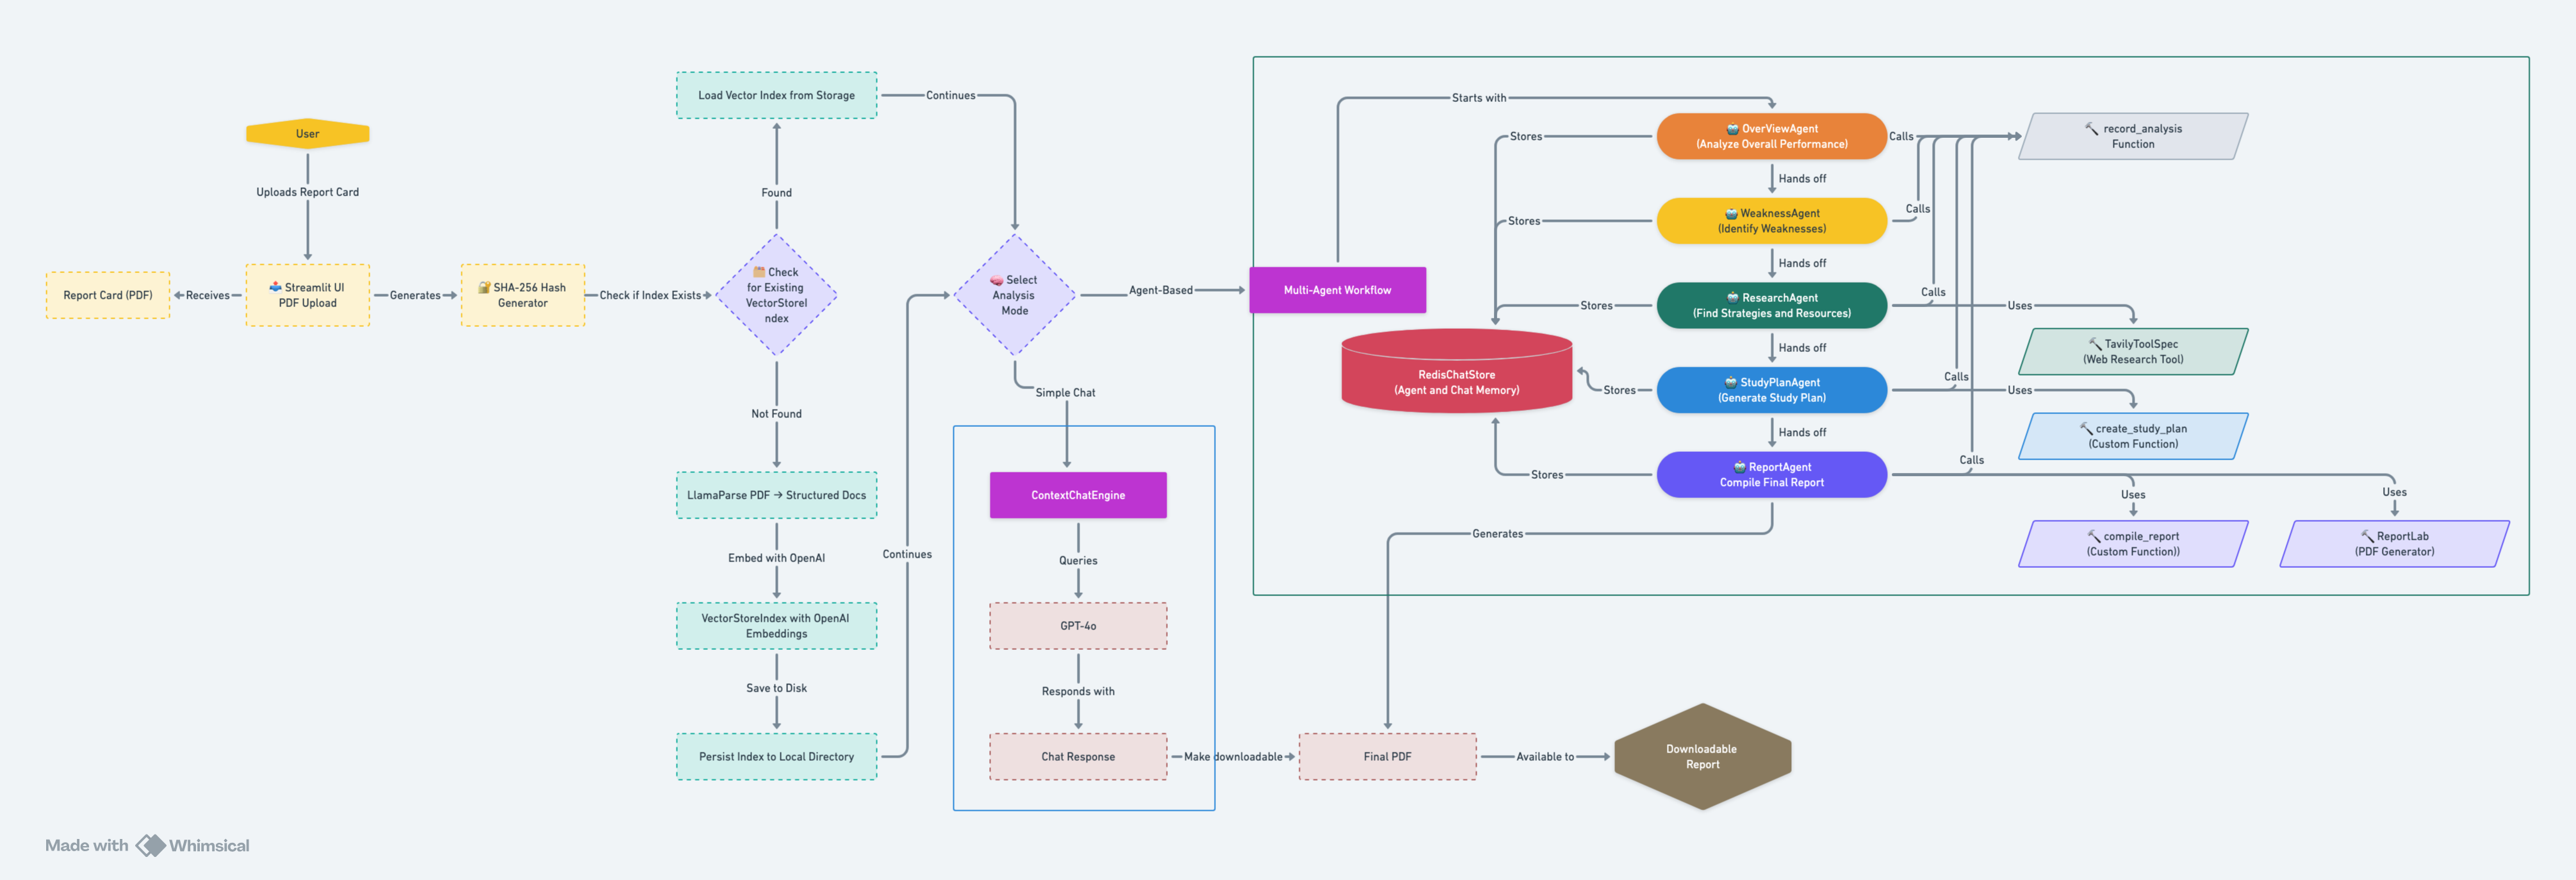 User
Uploads Report Card
Report Card (PDF)
Receives
Streamlit UI
PDF Upload
Generates
SHA-256 Hash
Generator
Check if Index Exists
Check
for Existing
VectorStoreI
ndex
Found
Load Vector Index from Storage
Continues
Not Found
LlamaParse PDF → Structured Docs
Embed with OpenAI
VectorStoreIndex with OpenAI
Embeddings
Save to Disk
Persist Index to Local Directory
Continues
Select
Analysis
Mode
Simple Chat
ContextChatEngine
Queries
GPT-4o
Responds with
Chat Response
Make downloadable
Final PDF
Available to
Downloadable
Report
Agent-Based
Multi-Agent Workflow
Starts with
OverViewAgent
(Analyze Overall Performance)
Stores
Calls
record_analysis
Function
Hands off
WeaknessAgent
(Identify Weaknesses)
Stores
Calls
Hands off
ResearchAgent
(Find Strategies and Resources)
Stores
Calls
Uses
TavilyToolSpec
(Web Research Tool)
Hands off
RedisChatStore
(Agent and Chat Memory)
Stores
StudyPlanAgent
(Generate Study Plan)
Calls
Uses
create_study_plan
(Custom Function)
Hands off
ReportAgent
Compile Final Report
Stores
Calls
Uses
compile_report
(Custom Function))
Uses
ReportLab
(PDF Generator)
Generates
Made with Whimsical